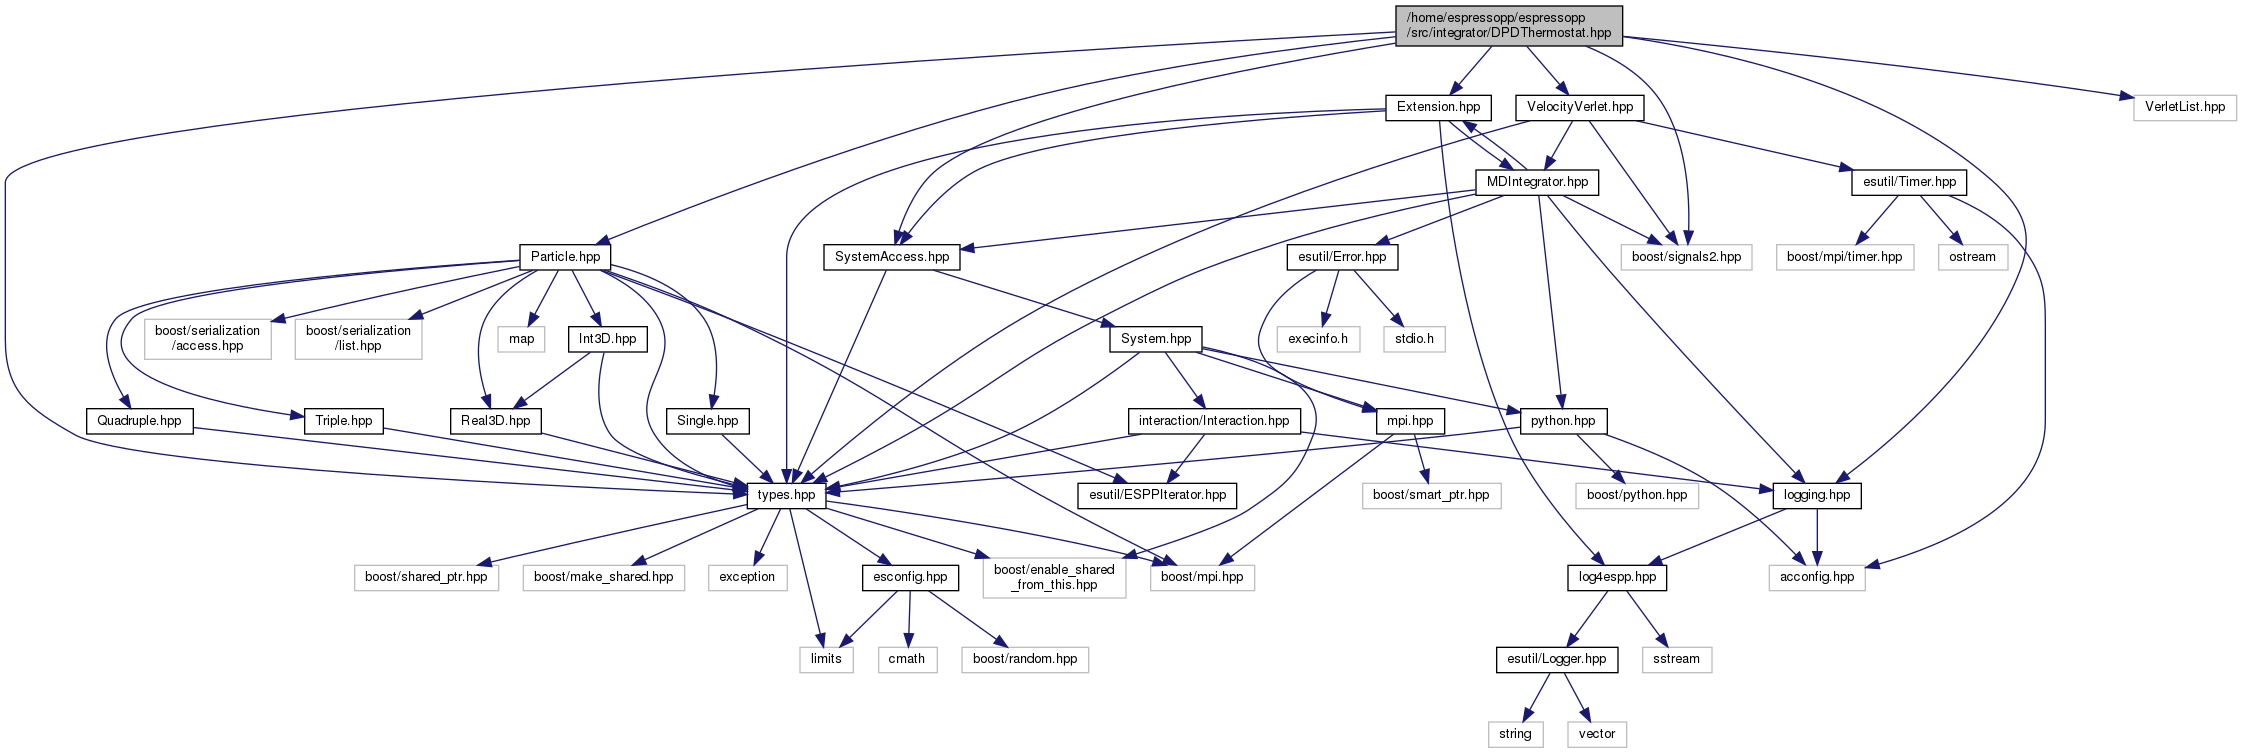 /home/espressopp/espressopp
/src/integrator/DPDThermostat.hpp
Extension.hpp
VelocityVerlet.hpp
VerletList.hpp
MDIntegrator.hpp
esutil/Timer.hpp
Particle.hpp
SystemAccess.hpp
esutil/Error.hpp
boost/signals2.hpp
boost/mpi/timer.hpp
ostream
boost/serialization
/access.hpp
boost/serialization
/list.hpp
map
Int3D.hpp
System.hpp
execinfo.h
stdio.h
Quadruple.hpp
Triple.hpp
Real3D.hpp
Single.hpp
interaction/Interaction.hpp
mpi.hpp
python.hpp
types.hpp
esutil/ESPPIterator.hpp
boost/smart_ptr.hpp
boost/python.hpp
logging.hpp
boost/shared_ptr.hpp
boost/make_shared.hpp
exception
esconfig.hpp
boost/enable_shared
_from_this.hpp
boost/mpi.hpp
log4espp.hpp
acconfig.hpp
limits
cmath
boost/random.hpp
esutil/Logger.hpp
sstream
string
vector